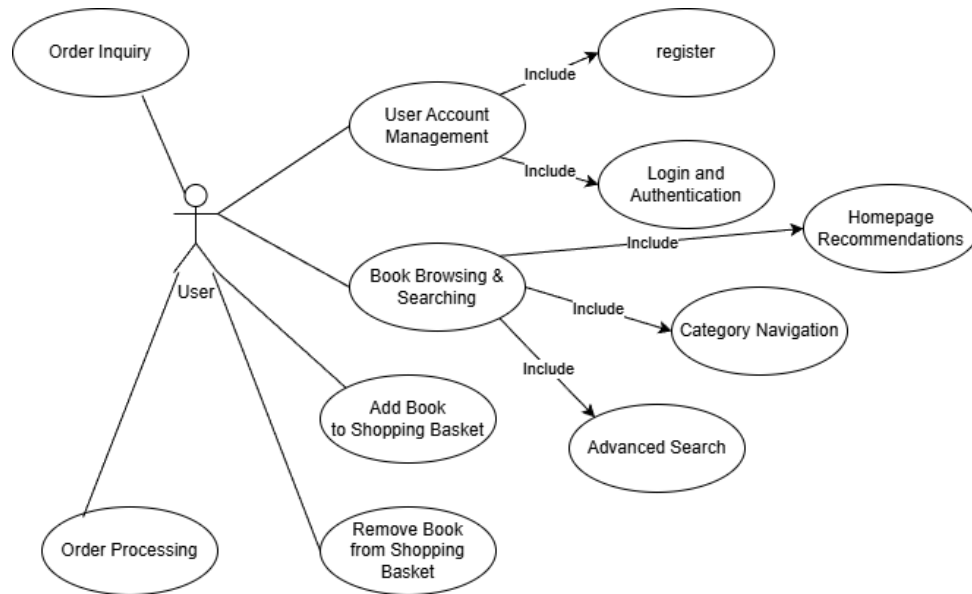 Order Inquiry
register
Include
User Account
Management
Include
Login and
Authentication
Homepage
Recommendations
Include
Book Browsing &
Searching
User
Include
Category Navigation
Include
Add Book
to Shopping Basket
Advanced Search
Order Processing
Remove Book
from Shopping
Basket